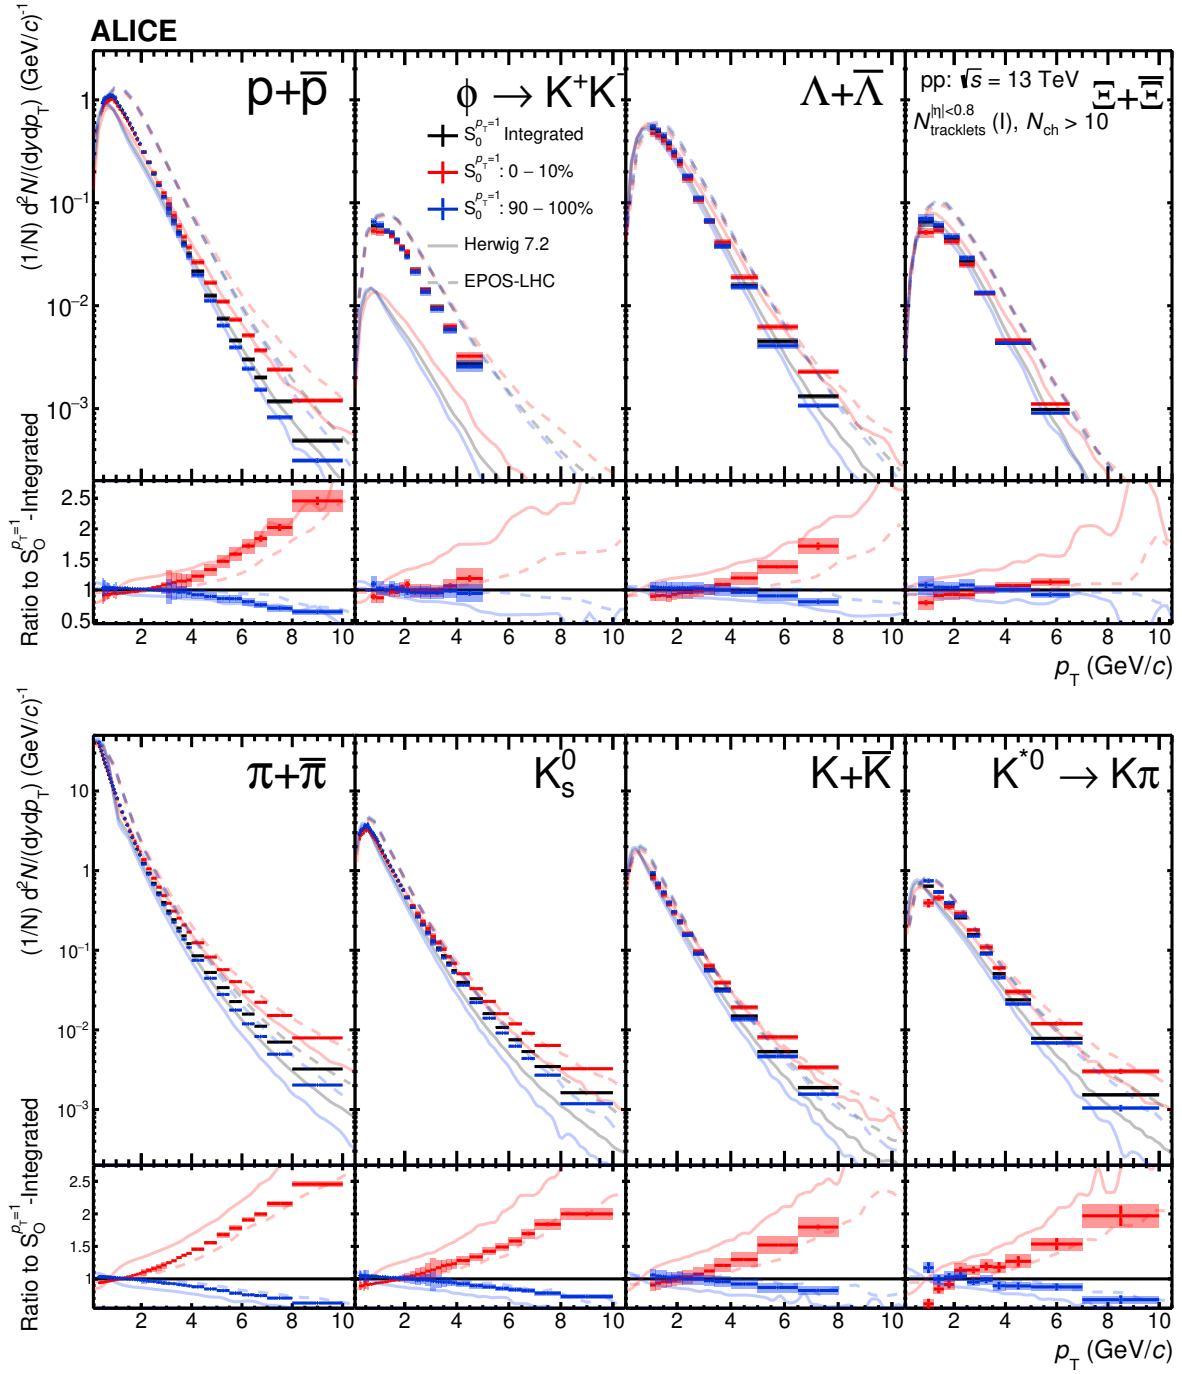 ALICE
(1/N) d²N/(dydp_T) (GeV/c)⁻¹
p+p̅
ϕ → K⁺K⁻
Λ+Λ̅
pp: √s = 13 TeV
Ξ+Ξ̅
N_tracklets^|η|<0.8 (I), N_ch > 10
S_0^{p_T=1} Integrated
S_0^{p_T=1}: 0 – 10%
S_0^{p_T=1}: 90 – 100%
Herwig 7.2
EPOS-LHC
1
10⁻¹
10⁻²
10⁻³
Ratio to S_O^{p_T=1}-Integrated
2.5
2
1.5
1
0.5
2 4 6 8 10 2 4 6 8 10 2 4 6 8 10 2 4 6 8 10
p_T (GeV/c)
(1/N) d²N/(dydp_T) (GeV/c)⁻¹
π+π̅
K_s^0
K+K̅
K*⁰ → Kπ
10
1
10⁻¹
10⁻²
10⁻³
Ratio to S_O^{p_T=1}-Integrated
2.5
2
1.5
1
2 4 6 8 10 2 4 6 8 10 2 4 6 8 10 2 4 6 8 10
p_T (GeV/c)